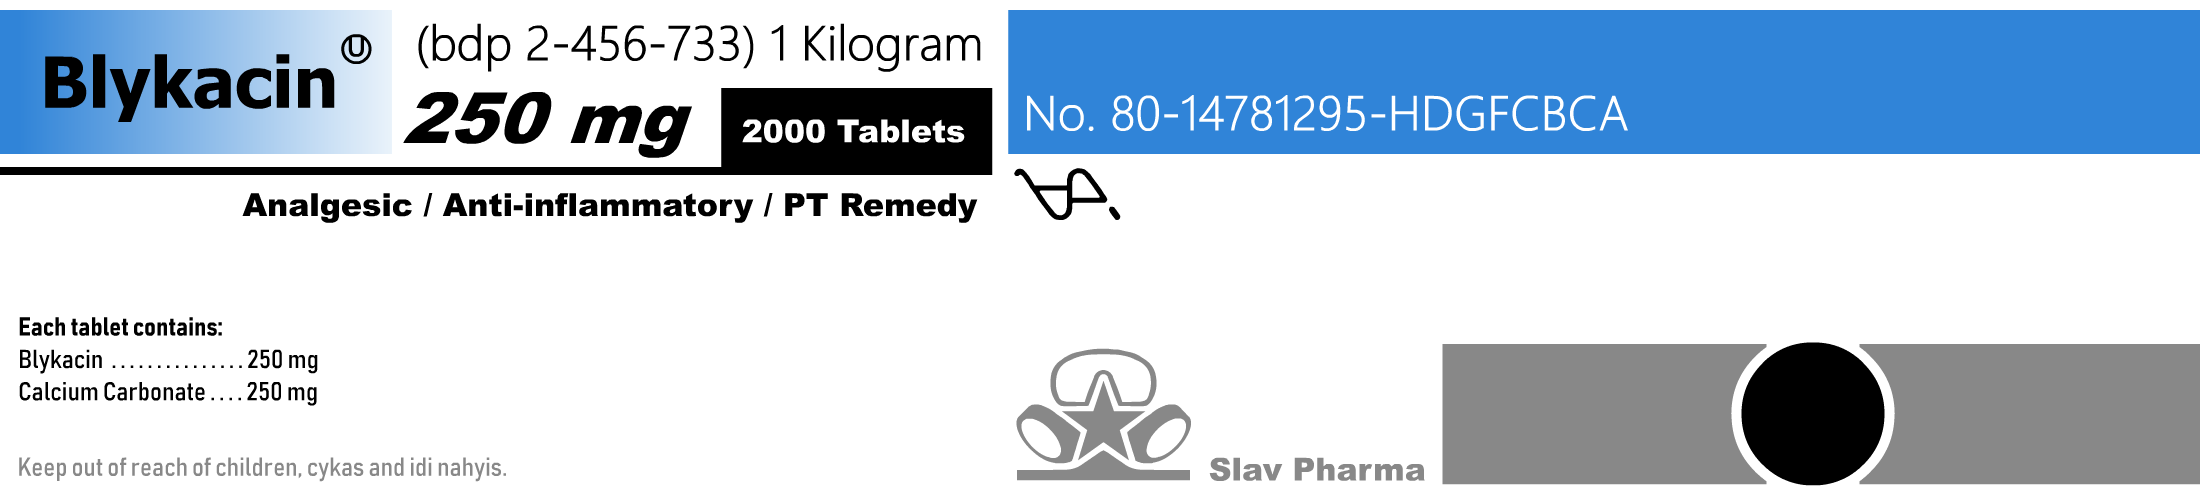 Blykacin Ⓤ
(bdp 2-456-733) 1 Kilogram
250 mg
2000 Tablets
No. 80-14781295-HDGFCBCA
Analgesic / Anti-inflammatory / PT Remedy
Each tablet contains:
Blykacin ............... 250 mg
Calcium Carbonate .... 250 mg
Keep out of reach of children, cykas and idi nahyis.
Slav Pharma